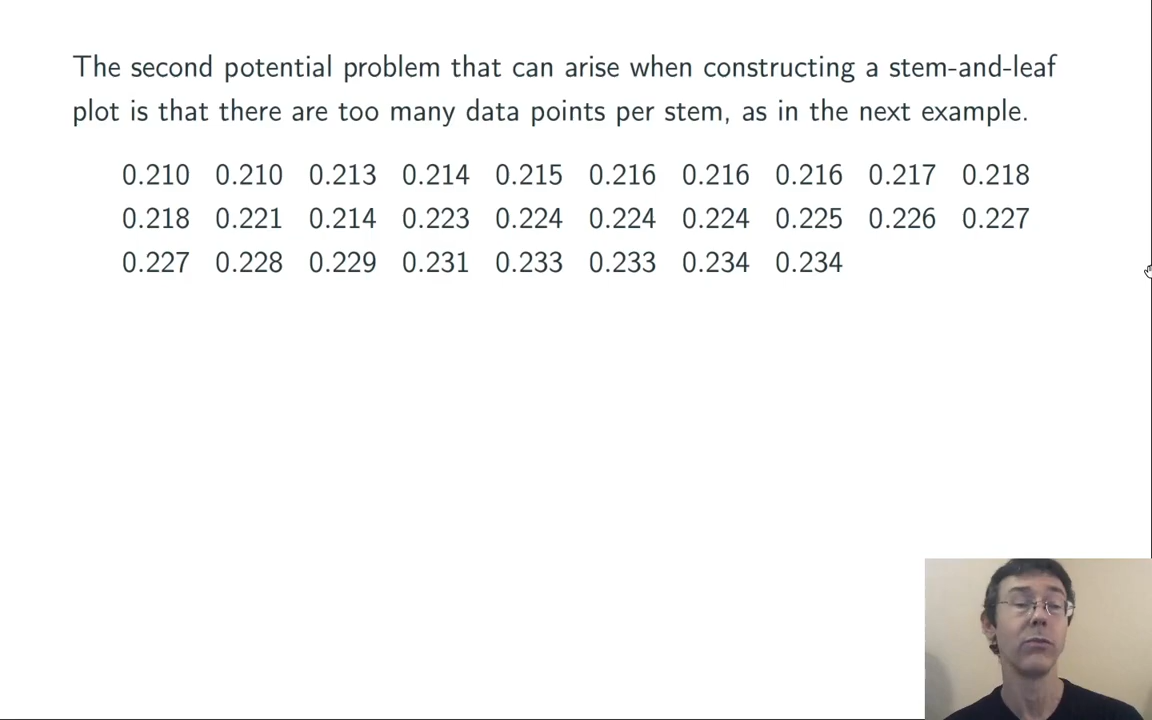 The second potential problem that can arise when constructing a stem-and-leaf
plot is that there are too many data points per stem, as in the next example.
0.210 0.210 0.213 0.214 0.215 0.216 0.216 0.216 0.217 0.218
0.218 0.221 0.214 0.223 0.224 0.224 0.224 0.225 0.226 0.227
0.227 0.228 0.229 0.231 0.233 0.233 0.234 0.234